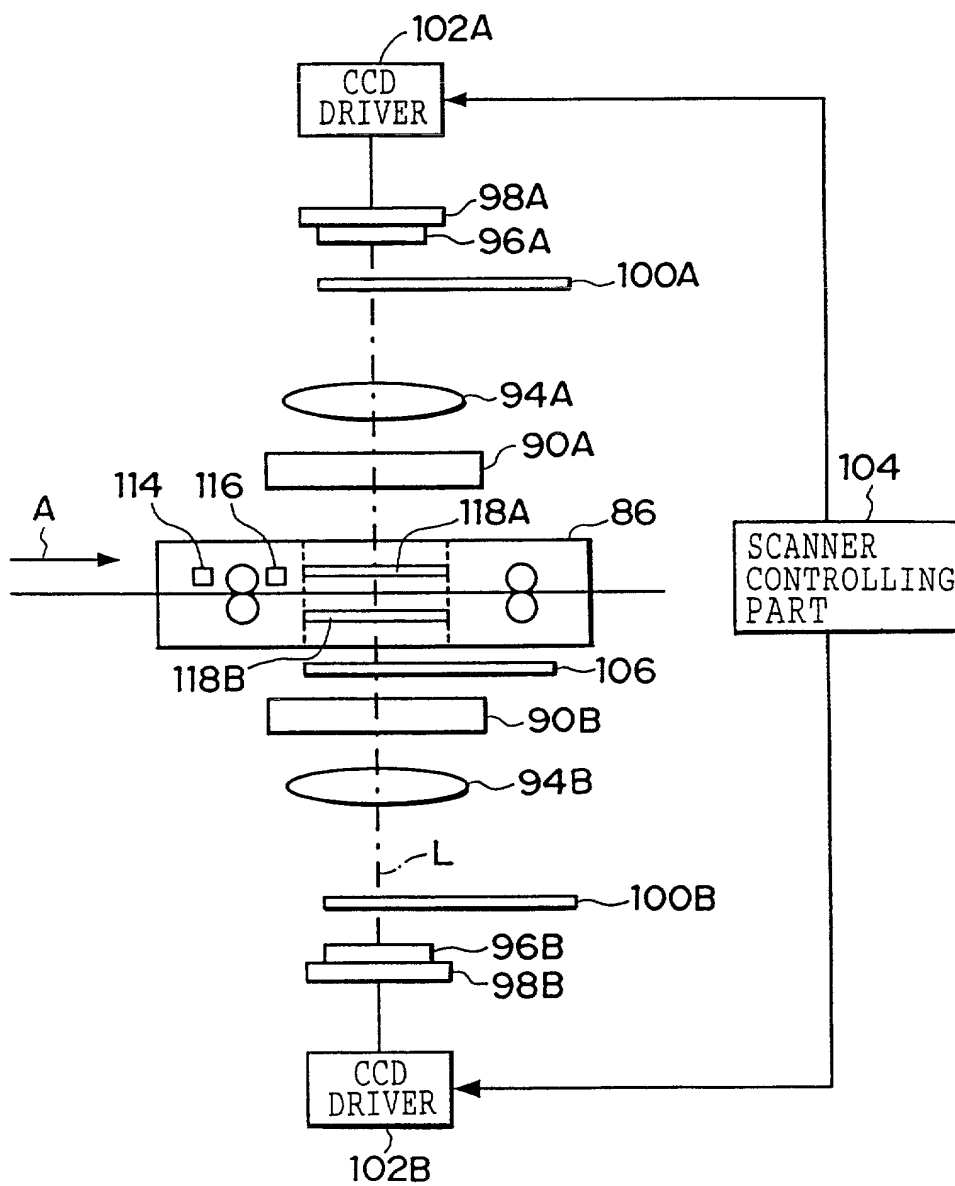 102A
CCD
DRIVER
98A
96A
100A
94A
90A
114
116
118A
86
104
A
SCANNER
CONTROLLING
PART
118B
106
90B
94B
L
100B
96B
98B
CCD
DRIVER
102B